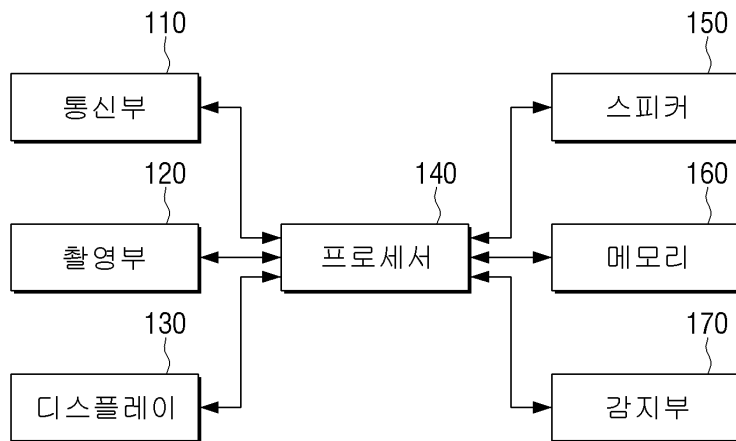 110
통신부
150
스피커
120
촬영부
140
프로세서
160
메모리
130
디스플레이
170
감지부